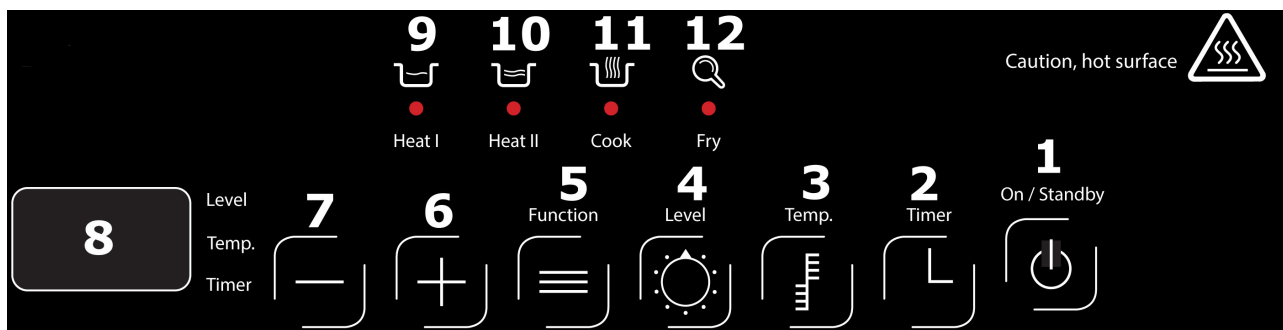 9 10 11 12
Caution, hot surface
Heat I Heat II Cook Fry
1
On / Standby
Level
7 6 5 4 3 2
Function Level Temp. Timer
8
Temp.
Timer